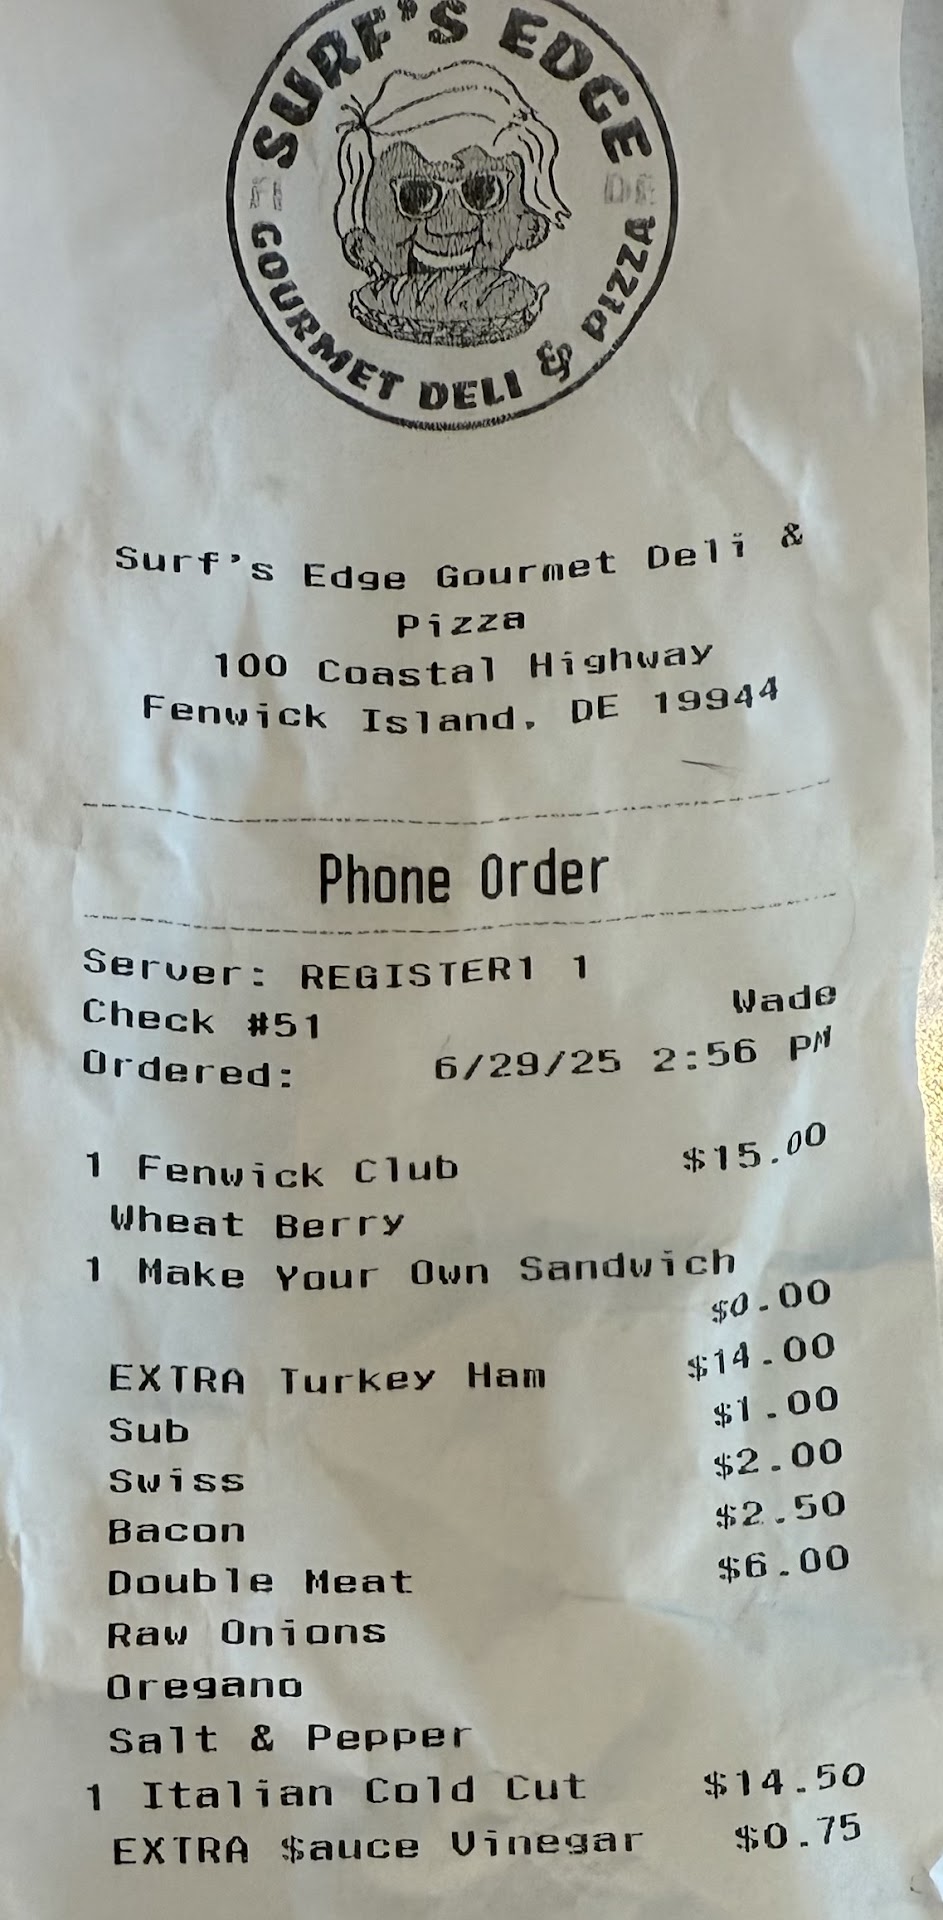 SURF'S EDGE
FI DE
GOURMET DELI & PIZZA
Surf's Edge Gourmet Deli &
Pizza
100 Coastal Highway
Fenwick Island, DE 19944
Phone Order
Server: REGISTER1 1
Check #51 Wade
Ordered: 6/29/25 2:56 PM
1 Fenwick Club $15.00
Wheat Berry
1 Make Your Own Sandwich
$0.00
EXTRA Turkey Ham $14.00
Sub $1.00
Swiss $2.00
Bacon $2.50
Double Meat $6.00
Raw Onions
Oregano
Salt & Pepper
1 Italian Cold Cut $14.50
EXTRA $auce Vinegar $0.75